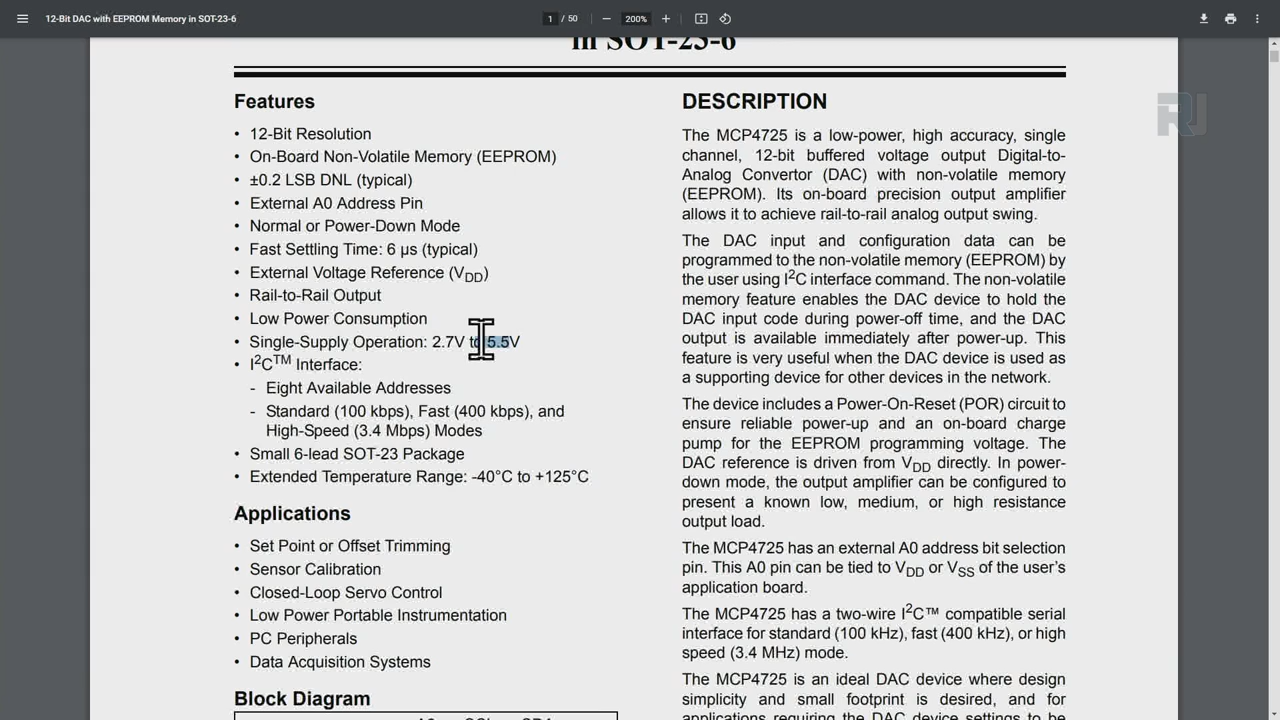 12-Bit DAC with EEPROM Memory in SOT-23-6
1 / 50
200%
in SOT-23-6
Features
• 12-Bit Resolution
• On-Board Non-Volatile Memory (EEPROM)
• ±0.2 LSB DNL (typical)
• External A0 Address Pin
• Normal or Power-Down Mode
• Fast Settling Time: 6 µs (typical)
• External Voltage Reference (VDD)
• Rail-to-Rail Output
• Low Power Consumption
• Single-Supply Operation: 2.7V to 5.5V
• I2C™ Interface:
- Eight Available Addresses
- Standard (100 kbps), Fast (400 kbps), and
High-Speed (3.4 Mbps) Modes
• Small 6-lead SOT-23 Package
• Extended Temperature Range: -40°C to +125°C
Applications
• Set Point or Offset Trimming
• Sensor Calibration
• Closed-Loop Servo Control
• Low Power Portable Instrumentation
• PC Peripherals
• Data Acquisition Systems
Block Diagram
DESCRIPTION
The MCP4725 is a low-power, high accuracy, single
channel, 12-bit buffered voltage output Digital-to-
Analog Convertor (DAC) with non-volatile memory
(EEPROM). Its on-board precision output amplifier
allows it to achieve rail-to-rail analog output swing.
The DAC input and configuration data can be
programmed to the non-volatile memory (EEPROM) by
the user using I2C interface command. The non-volatile
memory feature enables the DAC device to hold the
DAC input code during power-off time, and the DAC
output is available immediately after power-up. This
feature is very useful when the DAC device is used as
a supporting device for other devices in the network.
The device includes a Power-On-Reset (POR) circuit to
ensure reliable power-up and an on-board charge
pump for the EEPROM programming voltage. The
DAC reference is driven from VDD directly. In power-
down mode, the output amplifier can be configured to
present a known low, medium, or high resistance
output load.
The MCP4725 has an external A0 address bit selection
pin. This A0 pin can be tied to VDD or VSS of the user's
application board.
The MCP4725 has a two-wire I2C™ compatible serial
interface for standard (100 kHz), fast (400 kHz), or high
speed (3.4 MHz) mode.
The MCP4725 is an ideal DAC device where design
simplicity and small footprint is desired, and for
applications requiring the DAC device settings to be
RJ